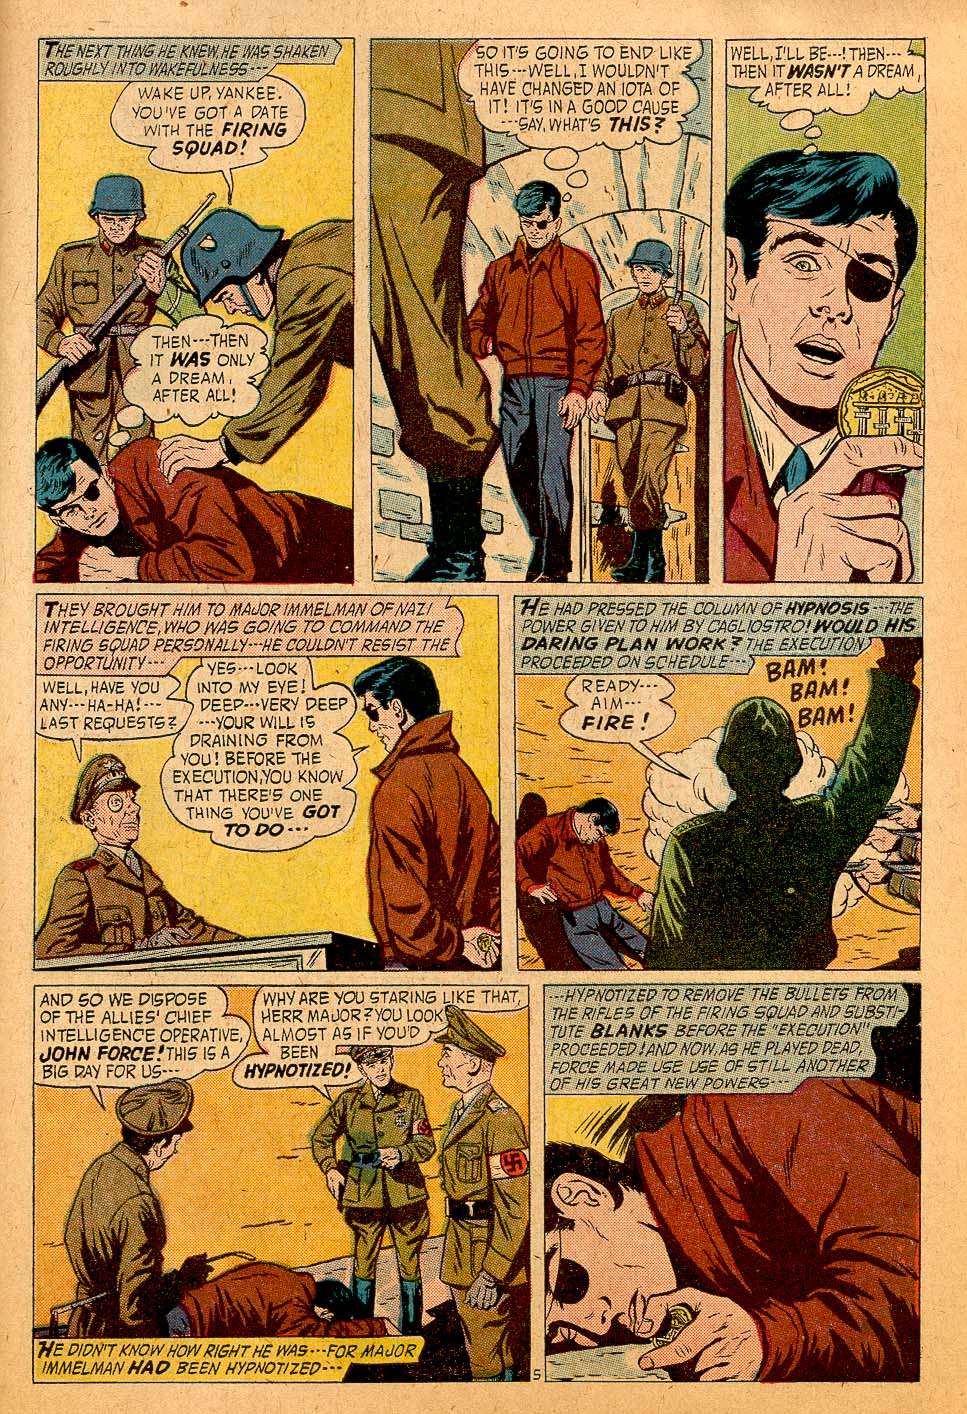 THE NEXT THING HE KNEW, HE WAS SHAKEN
ROUGHLY INTO WAKEFULNESS---
WAKE UP, YANKEE.
YOU'VE GOT A DATE
WITH THE FIRING
SQUAD!
THEN---THEN
IT WAS ONLY
A DREAM,
AFTER ALL!
SO IT'S GOING TO END LIKE
THIS---WELL, I WOULDN'T
HAVE CHANGED AN IOTA OF
IT! IT'S IN A GOOD CAUSE
---SAY, WHAT'S THIS?
WELL, I'LL BE---! THEN---
THEN IT WASN'T A DREAM,
AFTER ALL!
THEY BROUGHT HIM TO MAJOR IMMELMAN OF NAZI
INTELLIGENCE, WHO WAS GOING TO COMMAND THE
FIRING SQUAD PERSONALLY---HE COULDN'T RESIST THE
OPPORTUNITY---
WELL, HAVE YOU
ANY---HA-HA!---
LAST REQUESTS?
YES---LOOK
INTO MY EYE!
DEEP---VERY DEEP
---YOUR WILL IS
DRAINING FROM
YOU! BEFORE THE
EXECUTION, YOU KNOW
THAT THERE'S ONE
THING YOU'VE GOT
TO DO---
HE HAD PRESSED THE COLUMN OF HYPNOSIS---THE
POWER GIVEN TO HIM BY CAGLIOSTRO! WOULD HIS
DARING PLAN WORK? THE EXECUTION
PROCEEDED ON SCHEDULE---
READY---
AIM---
FIRE!
BAM!
BAM!
BAM!
AND SO WE DISPOSE
OF THE ALLIES' CHIEF
INTELLIGENCE OPERATIVE,
JOHN FORCE! THIS IS A
BIG DAY FOR US---
WHY ARE YOU STARING LIKE THAT,
HERR MAJOR? YOU LOOK
ALMOST AS IF YOU'D
BEEN
HYPNOTIZED!
HE DIDN'T KNOW HOW RIGHT HE WAS---FOR MAJOR
IMMELMAN HAD BEEN HYPNOTIZED---
5
---HYPNOTIZED TO REMOVE THE BULLETS FROM
THE RIFLES OF THE FIRING SQUAD AND SUBSTI-
TUTE BLANKS BEFORE THE "EXECUTION"
PROCEEDED! AND NOW, AS HE PLAYED DEAD,
FORCE MADE USE USE OF STILL ANOTHER
OF HIS GREAT NEW POWERS---